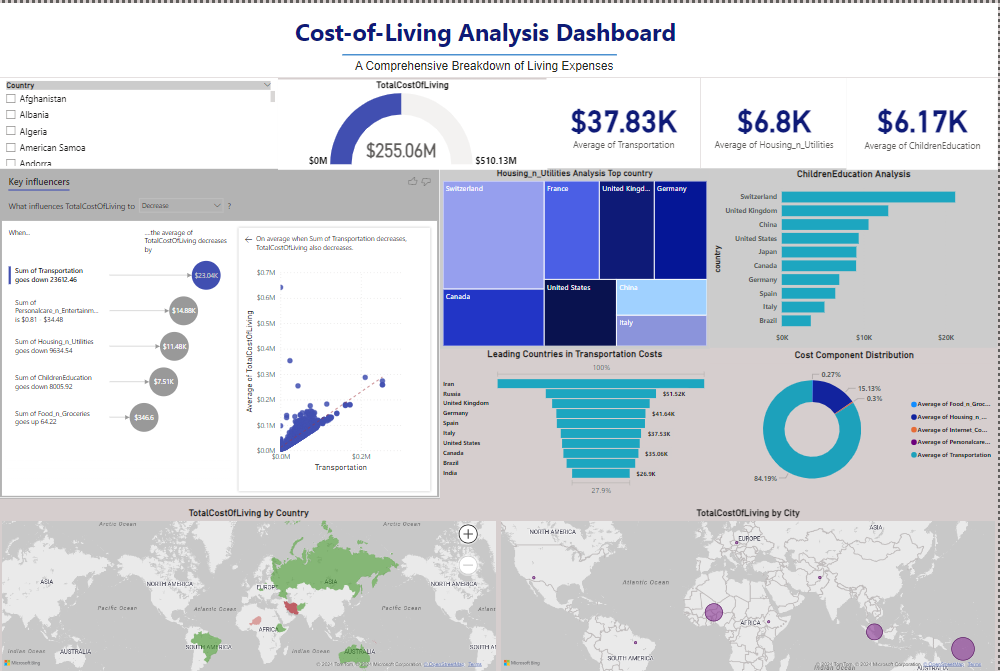 Cost-of-Living Analysis Dashboard
A Comprehensive Breakdown of Living Expenses
Country
Afghanistan
Albania
Algeria
American Samoa
Andorra
TotalCostOfLiving
$255.06M
$0M
$510.13M
$37.83K
Average of Transportation
$6.8K
Average of Housing_n_Utilities
$6.17K
Average of ChildrenEducation
Key influencers
What influences TotalCostOfLiving to
Decrease
?
When...
...the average of
TotalCostOfLiving decreases
by
Sum of Transportation
goes down 23612.46
$23.04K
Sum of
Personalcare_n_Entertainm...
is $0.81 - $34.48
$14.88K
Sum of Housing_n_Utilities
goes down 9634.54
$11.48K
Sum of ChildrenEducation
goes down 8005.92
$7.51K
Sum of Food_n_Groceries
goes up 64.22
$346.6
On average when Sum of Transportation decreases,
TotalCostOfLiving also decreases.
Average of TotalCostOfLiving
$0.7M
$0.6M
$0.5M
$0.4M
$0.3M
$0.2M
$0.1M
$0.0M
$0.0M
$0.2M
Transportation
Housing_n_Utilities Analysis Top country
Switzerland
France
United Kingd...
Germany
Canada
United States
China
Italy
ChildrenEducation Analysis
country
Switzerland
United Kingdom
China
United States
Japan
Canada
Germany
Spain
Italy
Brazil
$0K
$10K
$20K
Leading Countries in Transportation Costs
100%
Iran
Russia
$51.52K
United Kingdom
Germany
$41.64K
Spain
Italy
$37.53K
United States
Canada
$35.06K
Brazil
India
$26.9K
27.9%
Cost Component Distribution
0.27%
15.13%
0.3%
84.19%
Average of Food_n_Groc...
Average of Housing_n_...
Average of Internet_Co...
Average of Personalcare...
Average of Transportation
TotalCostOfLiving by Country
Arctic Ocean
Arctic Ocean
ASIA
NORTH AMERICA
EUROPE
ASIA
NORTH AMERICA
Pacific Ocean
Atlantic Ocean
Pacific Ocean
Atlantic
AFRICA
Indian Ocean
AUSTRALIA
SOUTH AMERICA
Indian Ocean
AUSTRALIA
SOUTH A
Microsoft Bing
© 2024 TomTom, © 2024 Microsoft Corporation, © OpenStreetMap Terms
TotalCostOfLiving by City
NORTH AMERICA
EUROPE
ASIA
Atlantic Ocean
AFRICA
SOUTH AMERICA
Indian Ocean
Microsoft Bing
© 2024 TomTom, © 2024 Microsoft Corporation, © OpenStreetMap Terms